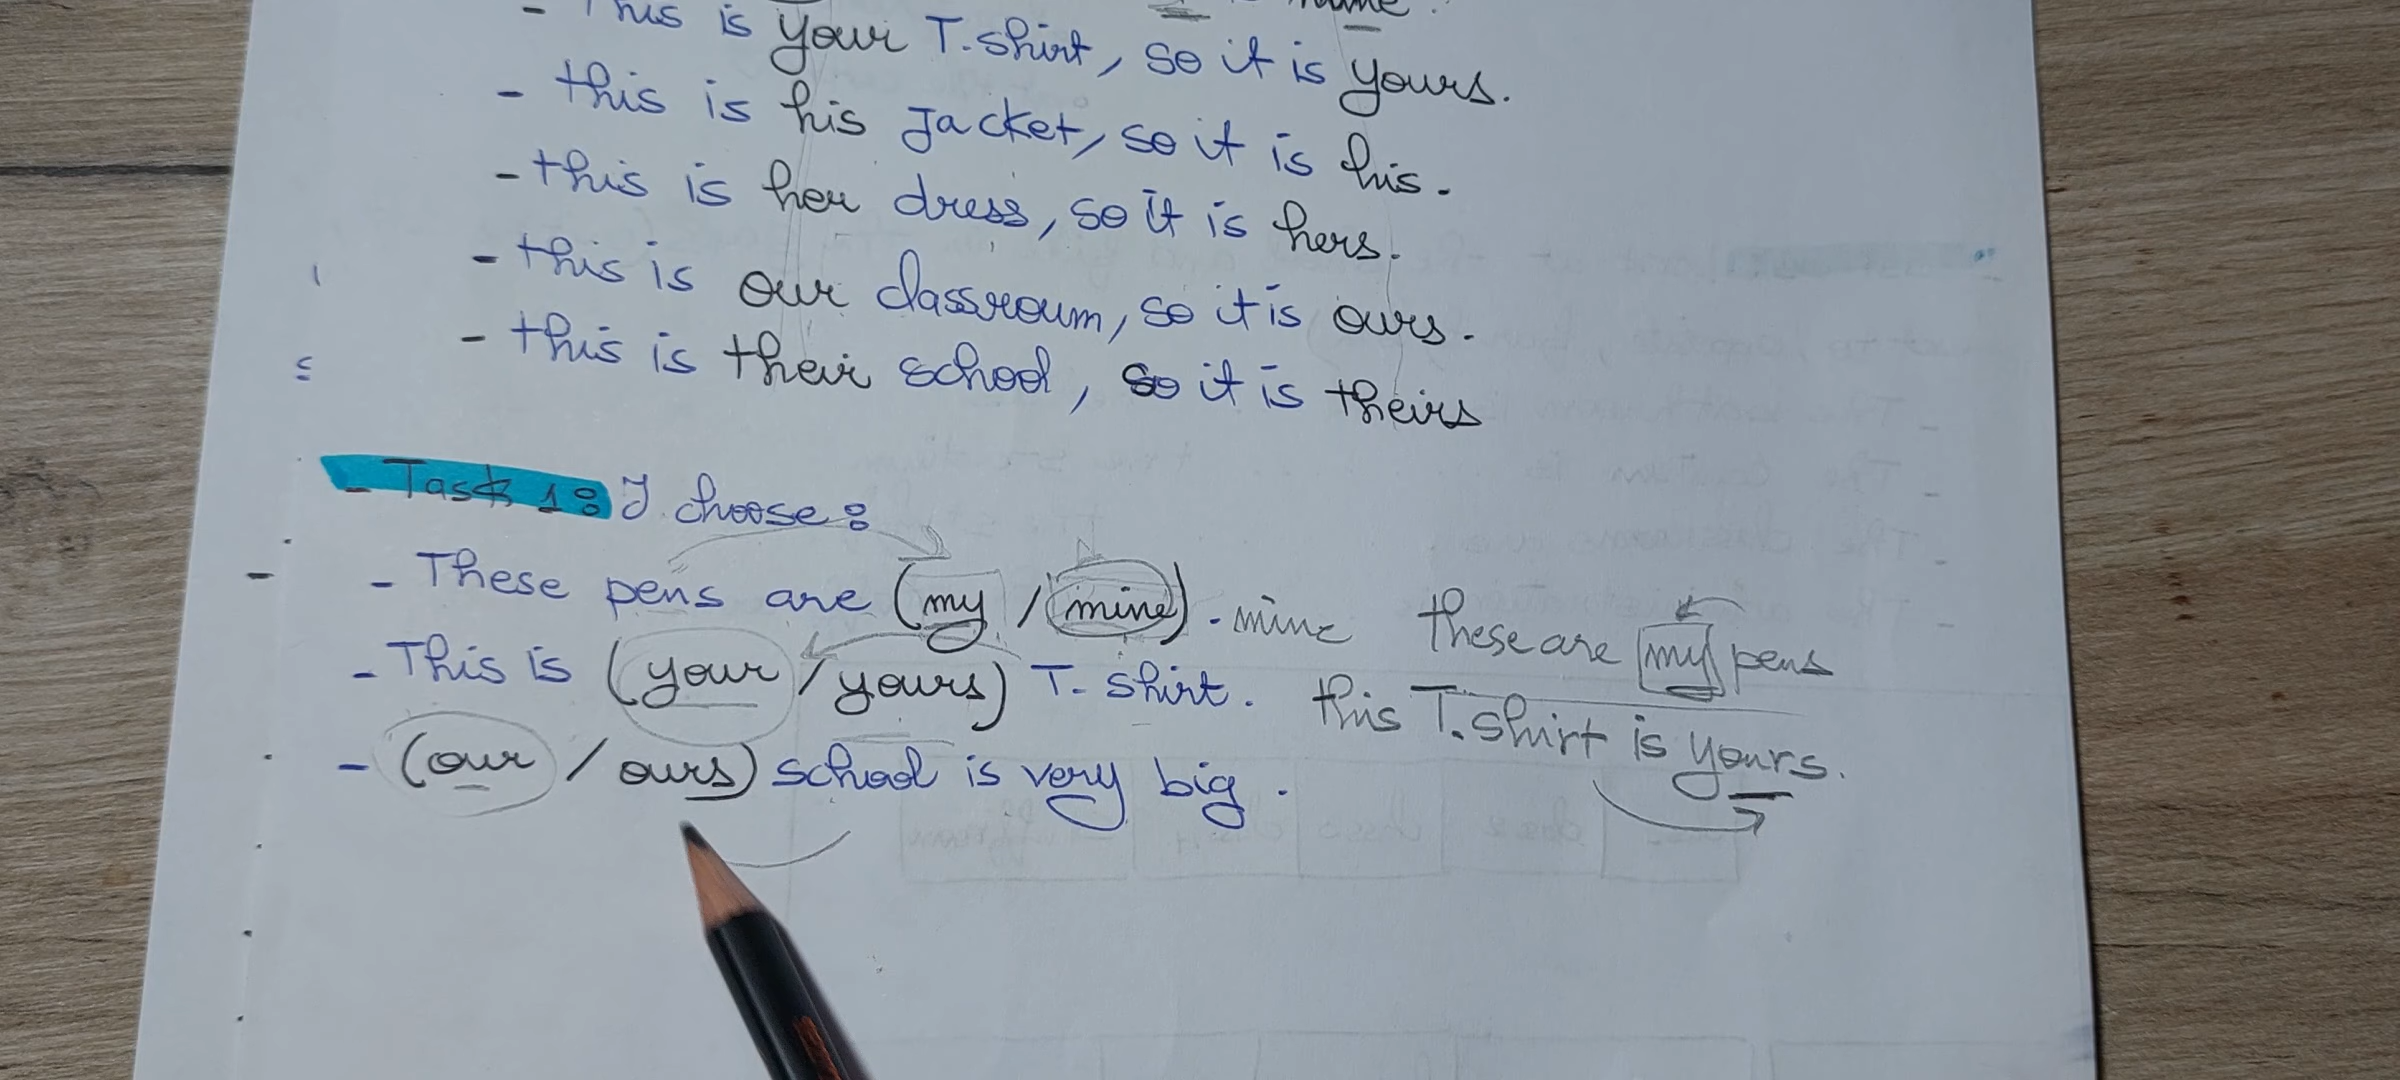 - This is your T.shirt, so it is yours.
- this is his Jacket, so it is his.
- this is her dress, so it is hers.
- this is our classroum, so it is ours.
- this is their school, so it is theirs
- Task 1: I choose:
- These pens are (my / mine). mine these are my pens
- This is (your / yours) T. shirt. this T.shirt is yours.
- (our / ours) school is very big.